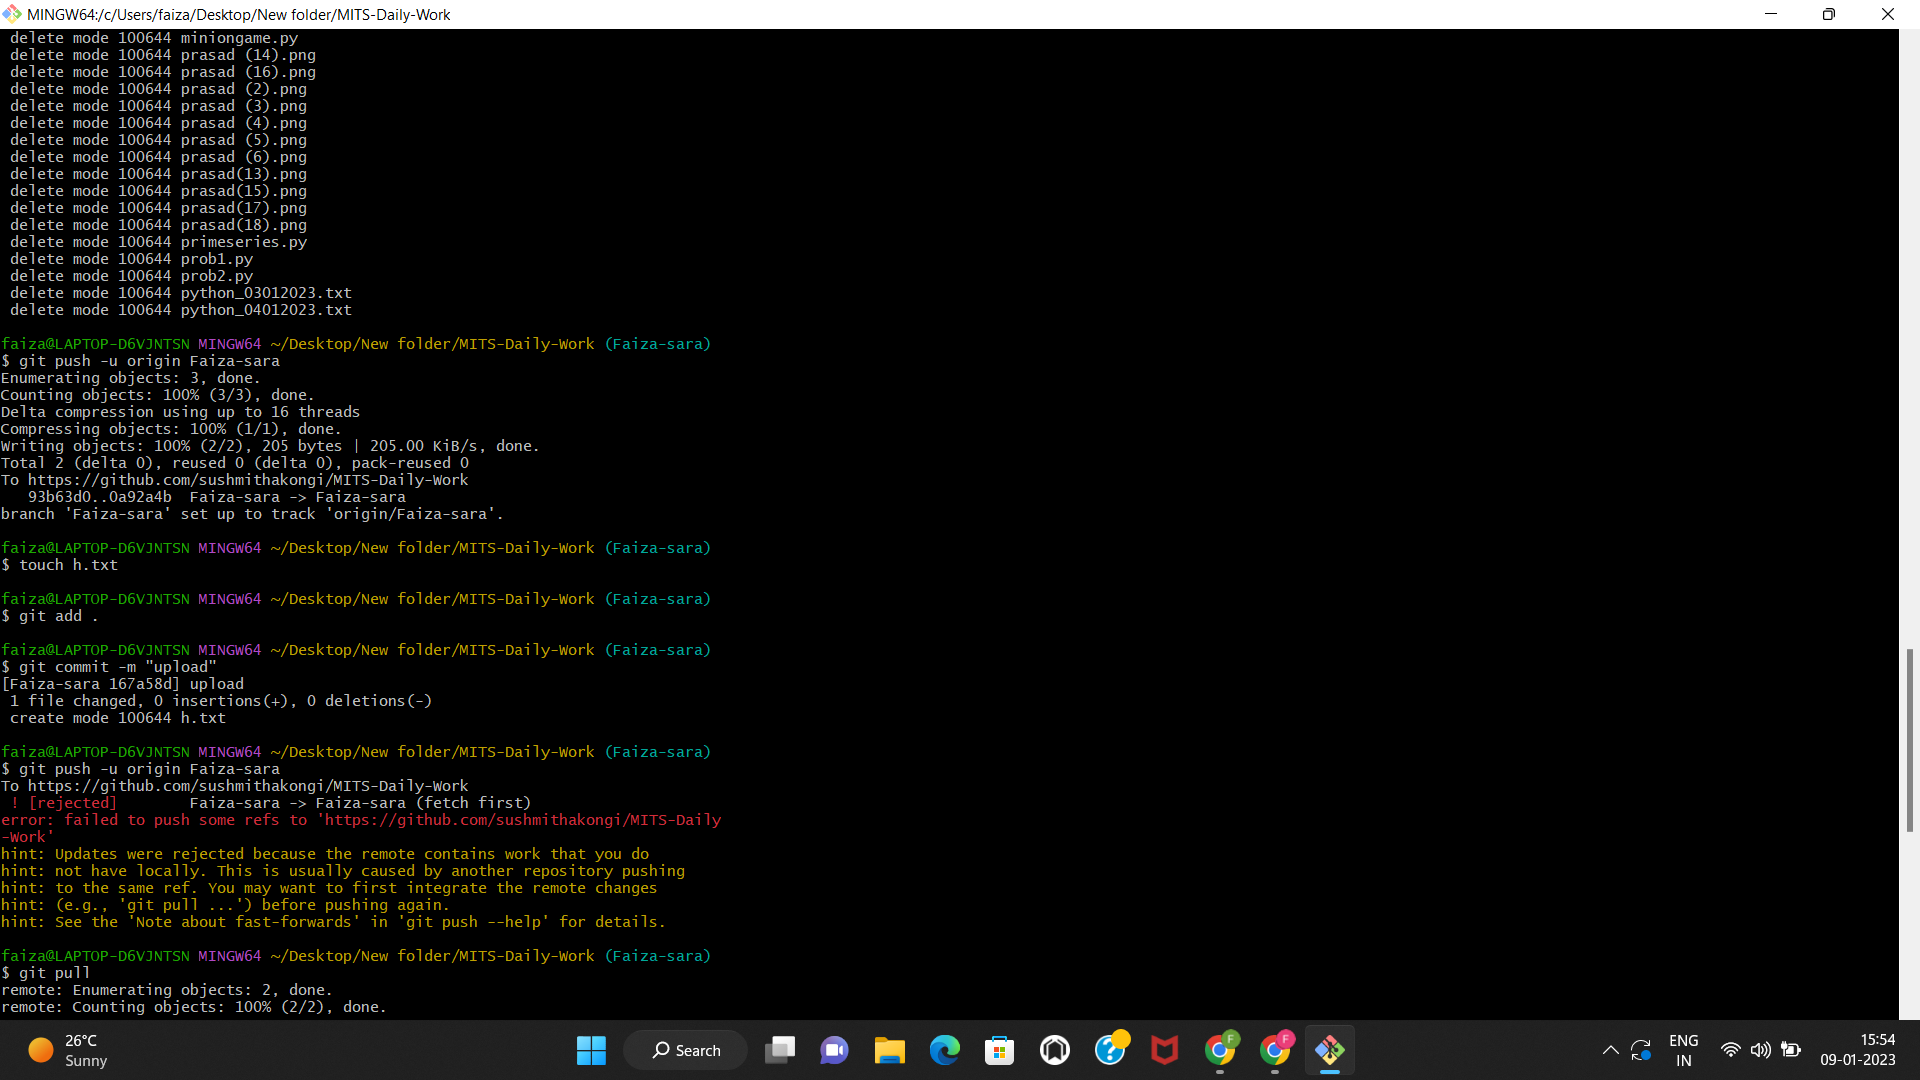 MINGW64:/c/Users/faiza/Desktop/New folder/MITS-Daily-Work
delete mode 100644 miniongame.py
delete mode 100644 prasad (14).png
delete mode 100644 prasad (16).png
delete mode 100644 prasad (2).png
delete mode 100644 prasad (3).png
delete mode 100644 prasad (4).png
delete mode 100644 prasad (5).png
delete mode 100644 prasad (6).png
delete mode 100644 prasad(13).png
delete mode 100644 prasad(15).png
delete mode 100644 prasad(17).png
delete mode 100644 prasad(18).png
delete mode 100644 primeseries.py
delete mode 100644 prob1.py
delete mode 100644 prob2.py
delete mode 100644 python_03012023.txt
delete mode 100644 python_04012023.txt
faiza@LAPTOP-D6VJNTSN MINGW64 ~/Desktop/New folder/MITS-Daily-Work (Faiza-sara)
$ git push -u origin Faiza-sara
Enumerating objects: 3, done.
Counting objects: 100% (3/3), done.
Delta compression using up to 16 threads
Compressing objects: 100% (1/1), done.
Writing objects: 100% (2/2), 205 bytes | 205.00 KiB/s, done.
Total 2 (delta 0), reused 0 (delta 0), pack-reused 0
To https://github.com/sushmithakongi/MITS-Daily-Work
93b63d0..0a92a4b  Faiza-sara -> Faiza-sara
branch 'Faiza-sara' set up to track 'origin/Faiza-sara'.
faiza@LAPTOP-D6VJNTSN MINGW64 ~/Desktop/New folder/MITS-Daily-Work (Faiza-sara)
$ touch h.txt
faiza@LAPTOP-D6VJNTSN MINGW64 ~/Desktop/New folder/MITS-Daily-Work (Faiza-sara)
$ git add .
faiza@LAPTOP-D6VJNTSN MINGW64 ~/Desktop/New folder/MITS-Daily-Work (Faiza-sara)
$ git commit -m "upload"
[Faiza-sara 167a58d] upload
1 file changed, 0 insertions(+), 0 deletions(-)
create mode 100644 h.txt
faiza@LAPTOP-D6VJNTSN MINGW64 ~/Desktop/New folder/MITS-Daily-Work (Faiza-sara)
$ git push -u origin Faiza-sara
To https://github.com/sushmithakongi/MITS-Daily-Work
! [rejected]        Faiza-sara -> Faiza-sara (fetch first)
error: failed to push some refs to 'https://github.com/sushmithakongi/MITS-Daily
-Work'
hint: Updates were rejected because the remote contains work that you do
hint: not have locally. This is usually caused by another repository pushing
hint: to the same ref. You may want to first integrate the remote changes
hint: (e.g., 'git pull ...') before pushing again.
hint: See the 'Note about fast-forwards' in 'git push --help' for details.
faiza@LAPTOP-D6VJNTSN MINGW64 ~/Desktop/New folder/MITS-Daily-Work (Faiza-sara)
$ git pull
remote: Enumerating objects: 2, done.
remote: Counting objects: 100% (2/2), done.
26°C
Sunny
Search
F
F
ENG
IN
15:54
09-01-2023